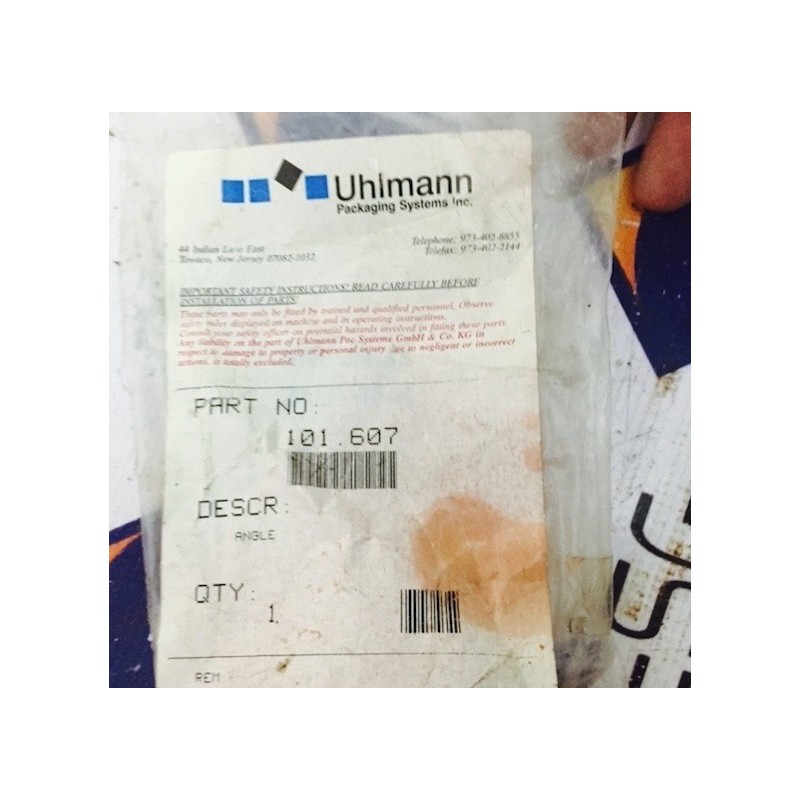 Uhlmann
Packaging Systems Inc.
44 Indian Lane East
Towaco, New Jersey 07082-1032
Telephone: 973-402-8855
Telefax: 973-402-2144
IMPORTANT SAFETY INSTRUCTIONS! READ CAREFULLY BEFORE
INSTALLATION OF PARTS!
These parts may only be fitted by trained and qualified personnel. Observe
safety rules displayed on machine and in operating instructions.
Consult your safety officer on potential hazards involved in fitting these parts.
Any liability on the part of Uhlmann Pac Systeme GmbH & Co. KG in
respect to damage to property or personal injury due to negligent or incorrect
actions, is totally excluded.
PART NO:
101.607
DESCR:
ANGLE
QTY:
1.
REM